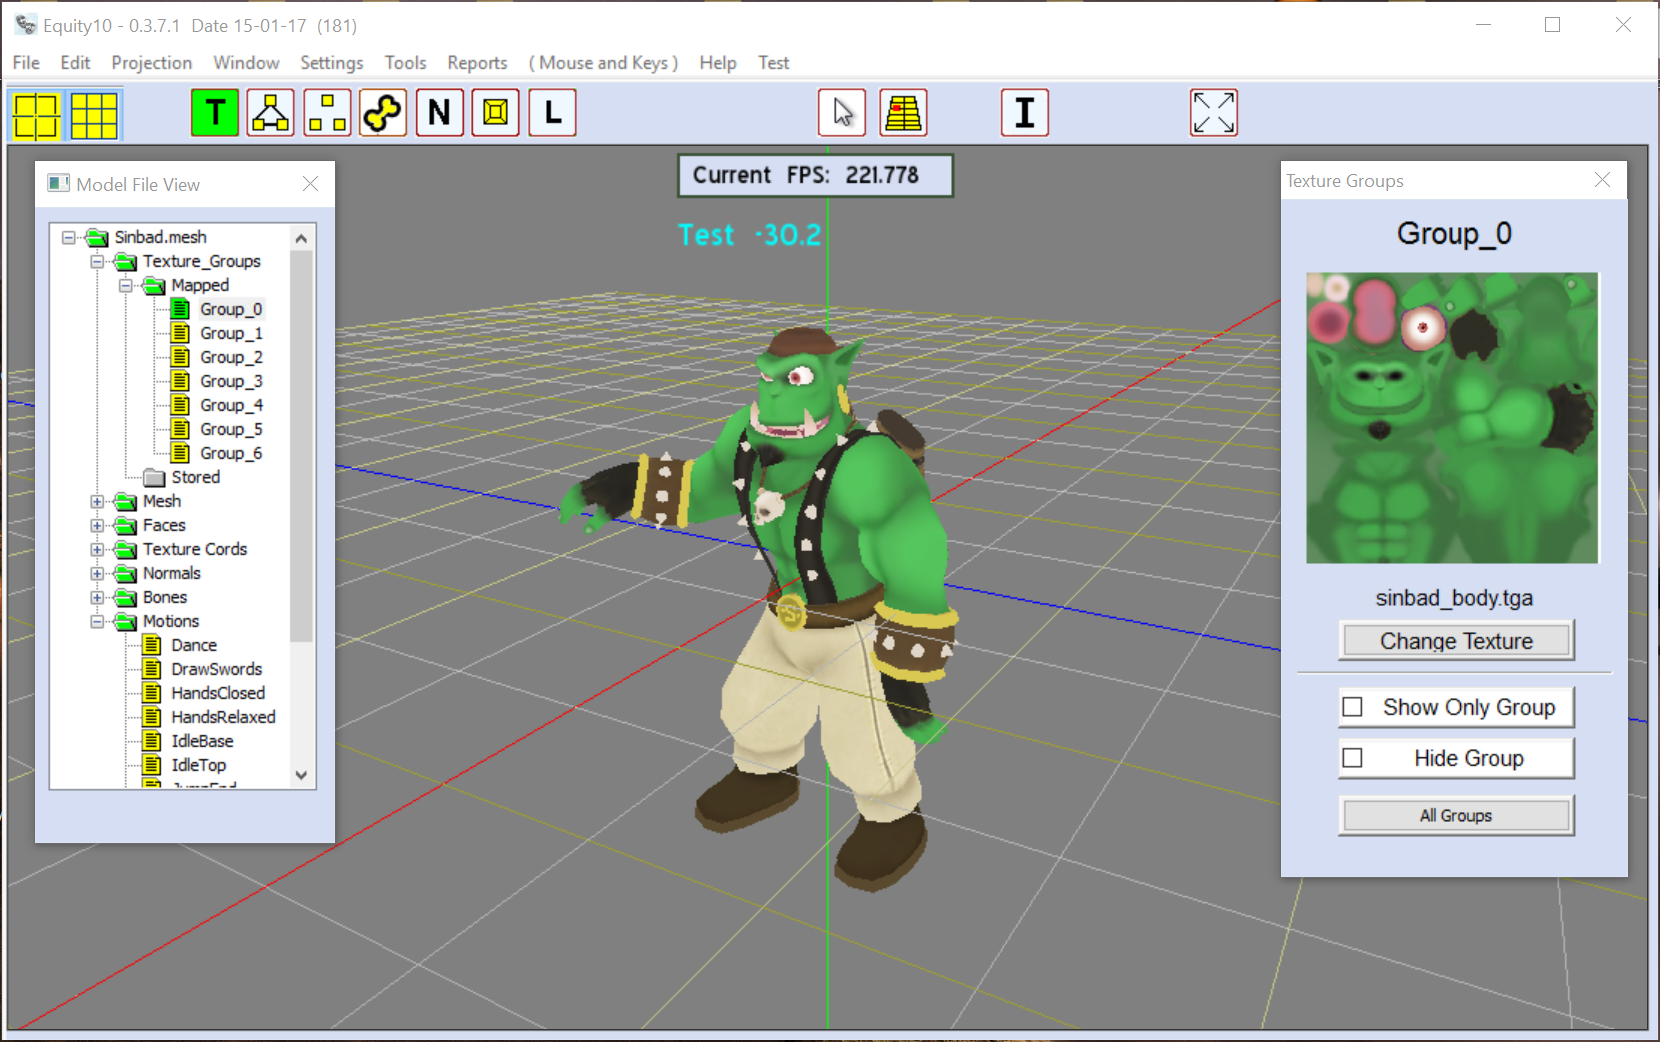 Equity10 - 0.3.7.1  Date 15-01-17  (181)
File Edit Projection Window Settings Tools Reports ( Mouse and Keys ) Help Test
T N L I
Current FPS: 221.778
Test -30.2
Model File View
Sinbad.mesh
Texture_Groups
Mapped
Group_0
Group_1
Group_2
Group_3
Group_4
Group_5
Group_6
Stored
Mesh
Faces
Texture Cords
Normals
Bones
Motions
Dance
DrawSwords
HandsClosed
HandsRelaxed
IdleBase
IdleTop
JumpEnd
Texture Groups
Group_0
sinbad_body.tga
Change Texture
Show Only Group
Hide Group
All Groups